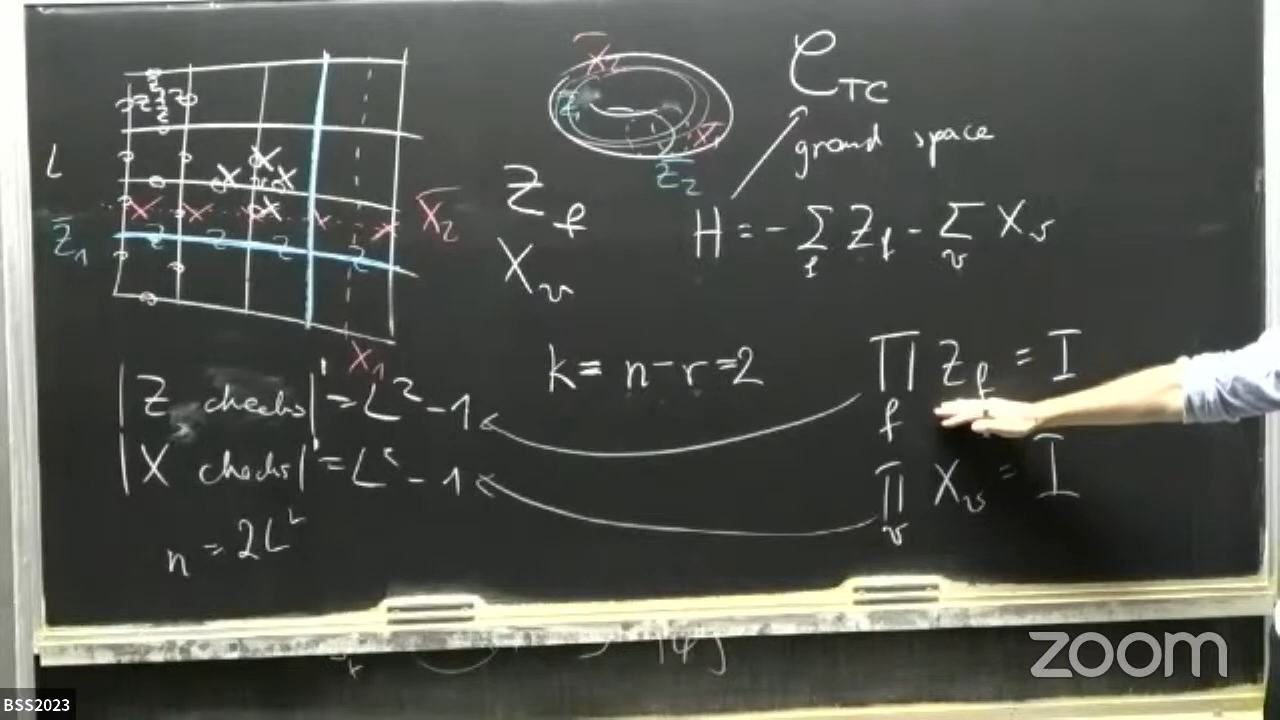 X̄₂
𝒞_TC
Z
Z Z
Z
ground space
X̄₁
Z̄₂
L
X
X X
X
Z_f
X_v
H = - Σ_f Z_f - Σ_v X_v
X X X X X X̄₂
Z̄₁
Z Z Z Z
X̄₁
k = n - r = 2
∏_f Z_f = I
|Z checks|' = L² - 1
|X checks|' = L² - 1
∏_v X_v = I
n = 2L²
zoom
BSS2023